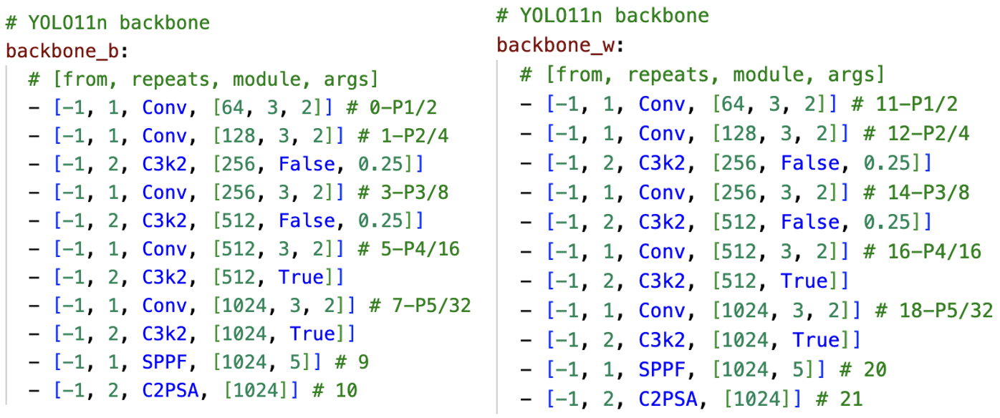 # YOLO11n backbone
backbone_b:
# [from, repeats, module, args]
- [-1, 1, Conv, [64, 3, 2]] # 0-P1/2
- [-1, 1, Conv, [128, 3, 2]] # 1-P2/4
- [-1, 2, C3k2, [256, False, 0.25]]
- [-1, 1, Conv, [256, 3, 2]] # 3-P3/8
- [-1, 2, C3k2, [512, False, 0.25]]
- [-1, 1, Conv, [512, 3, 2]] # 5-P4/16
- [-1, 2, C3k2, [512, True]]
- [-1, 1, Conv, [1024, 3, 2]] # 7-P5/32
- [-1, 2, C3k2, [1024, True]]
- [-1, 1, SPPF, [1024, 5]] # 9
- [-1, 2, C2PSA, [1024]] # 10
# YOLO11n backbone
backbone_w:
# [from, repeats, module, args]
- [-1, 1, Conv, [64, 3, 2]] # 11-P1/2
- [-1, 1, Conv, [128, 3, 2]] # 12-P2/4
- [-1, 2, C3k2, [256, False, 0.25]]
- [-1, 1, Conv, [256, 3, 2]] # 14-P3/8
- [-1, 2, C3k2, [512, False, 0.25]]
- [-1, 1, Conv, [512, 3, 2]] # 16-P4/16
- [-1, 2, C3k2, [512, True]]
- [-1, 1, Conv, [1024, 3, 2]] # 18-P5/32
- [-1, 2, C3k2, [1024, True]]
- [-1, 1, SPPF, [1024, 5]] # 20
- [-1, 2, C2PSA, [1024]] # 21